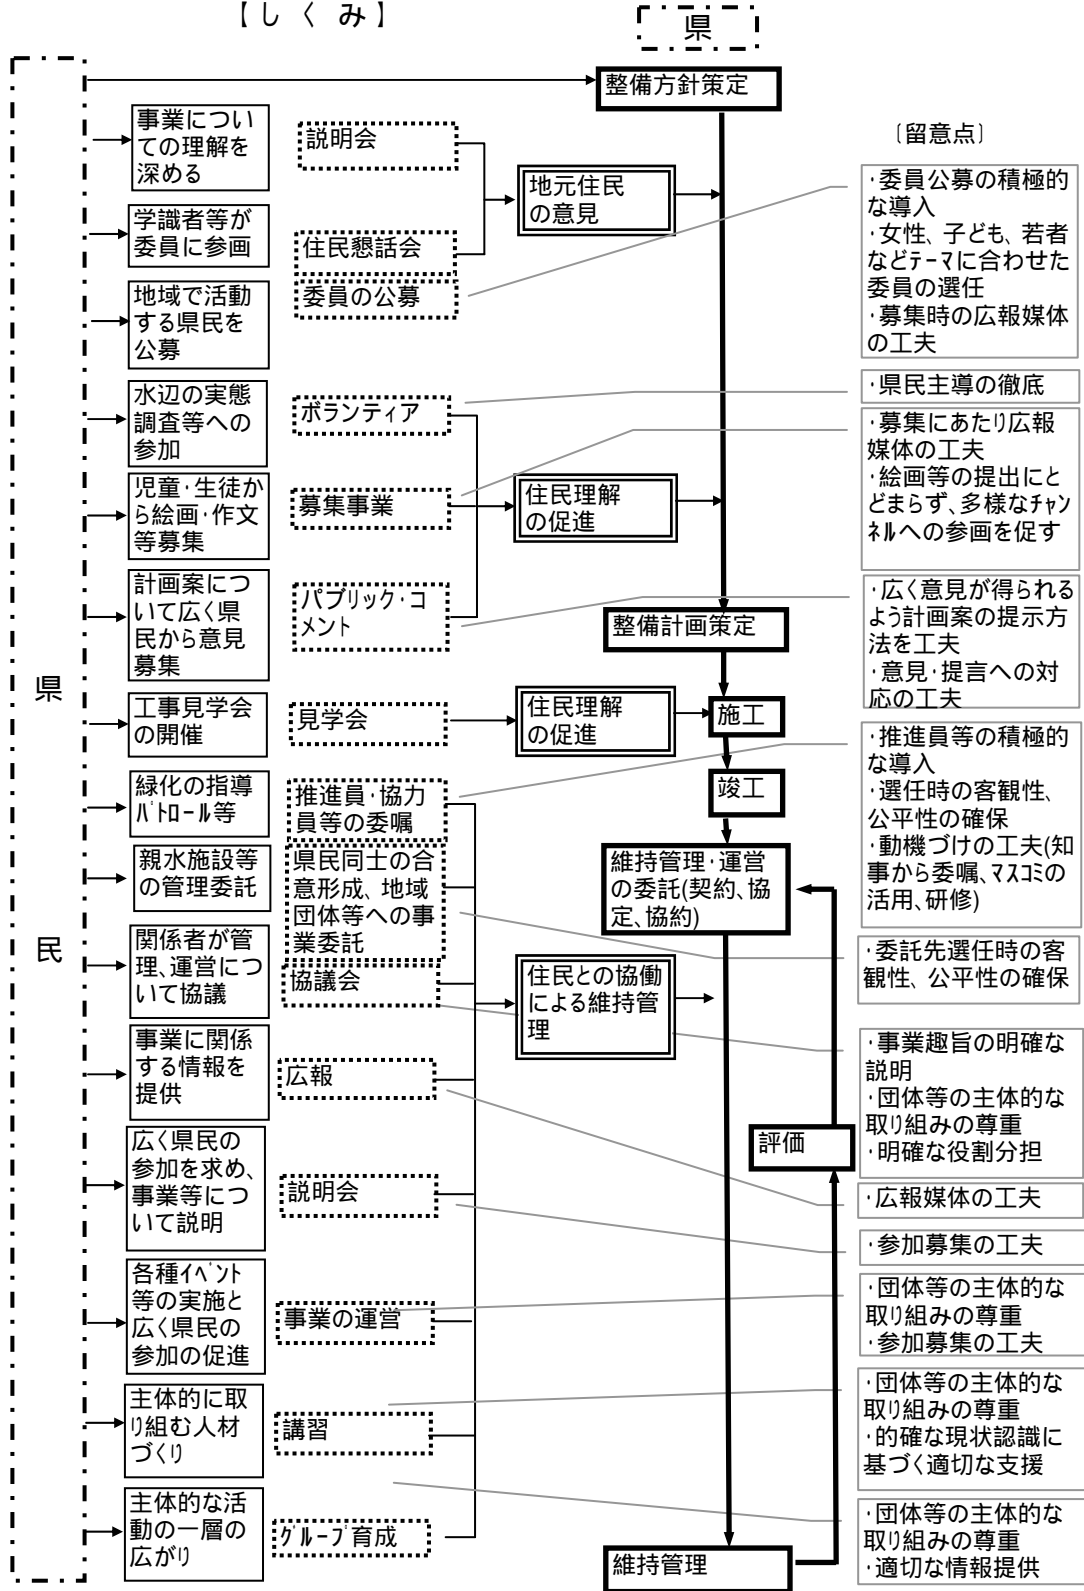 【しくみ】
県
整備方針策定
事業につい
ての理解を
深める
学識者等が
委員に参画
地域で活動
する県民を
公募
水辺の実態
調査等への
参加
児童・生徒か
ら絵画・作文
等募集
計画案につ
いて広く県
民から意見
募集
県
民
工事見学会
の開催
緑化の指導
パトロール等
親水施設等
の管理委託
関係者が管
理、運営につ
いて協議
事業に関係
する情報を
提供
広く県民の
参加を求め、
事業等につ
いて説明
各種イベント
等の実施と
広く県民の
参加の促進
主体的に取
り組む人材
づくり
主体的な活
動の一層の
広がり
説明会
住民懇話会
委員の公募
ボランティア
募集事業
パブリック・コ
メント
見学会
推進員・協力
員等の委嘱
県民同士の合
意形成、地域
団体等への事
業委託
協議会
広報
説明会
事業の運営
講習
グループ育成
地元住民
の意見
住民理解
の促進
住民理解
の促進
住民との協働
による維持管
理
整備計画策定
施工
竣工
維持管理・運営
の委託(契約、協
定、協約)
評価
維持管理
〔留意点〕
・委員公募の積極的
な導入
・女性、子ども、若者
などテーマに合わせた
委員の選任
・募集時の広報媒体
の工夫
・県民主導の徹底
・募集にあたり広報
媒体の工夫
・絵画等の提出にと
どまらず、多様なチャン
ネルへの参画を促す
・広く意見が得られる
よう計画案の提示方
法を工夫
・意見・提言への対
応の工夫
・推進員等の積極的
な導入
・選任時の客観性、
公平性の確保
・動機づけの工夫(知
事から委嘱、マスコミの
活用、研修)
・委託先選任時の客
観性、公平性の確保
・事業趣旨の明確な
説明
・団体等の主体的な
取り組みの尊重
・明確な役割分担
・広報媒体の工夫
・参加募集の工夫
・団体等の主体的な
取り組みの尊重
・参加募集の工夫
・団体等の主体的な
取り組みの尊重
・的確な現状認識に
基づく適切な支援
・団体等の主体的な
取り組みの尊重
・適切な情報提供